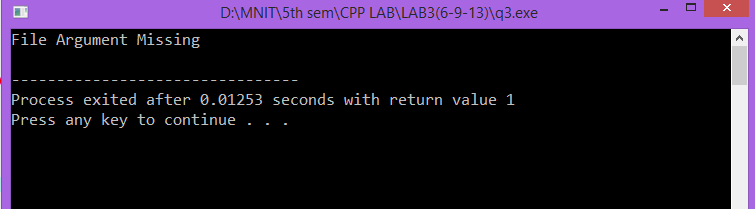 D:\MNIT\5th sem\CPP LAB\LAB3(6-9-13)\q3.exe
File Argument Missing
--------------------------------
Process exited after 0.01253 seconds with return value 1
Press any key to continue . . .